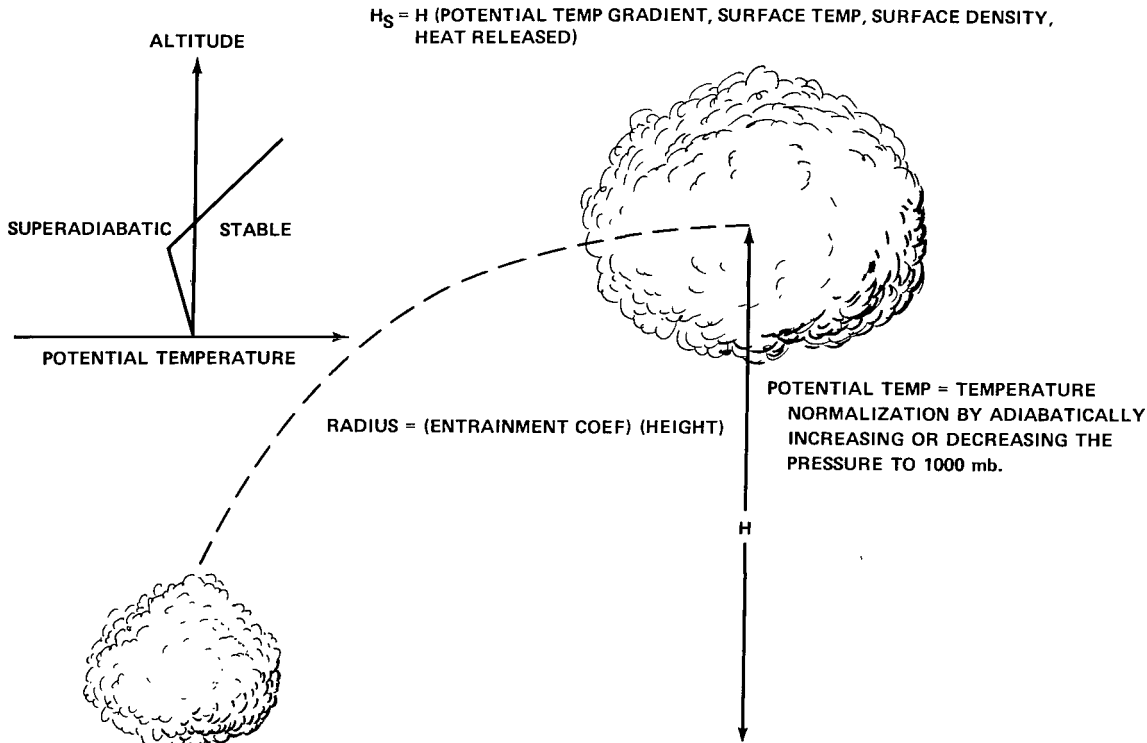 H_S = H (POTENTIAL TEMP GRADIENT, SURFACE TEMP, SURFACE DENSITY,
HEAT RELEASED)
ALTITUDE
SUPERADIABATIC
STABLE
POTENTIAL TEMPERATURE
RADIUS = (ENTRAINMENT COEF) (HEIGHT)
POTENTIAL TEMP = TEMPERATURE
NORMALIZATION BY ADIABATICALLY
INCREASING OR DECREASING THE
PRESSURE TO 1000 mb.
H